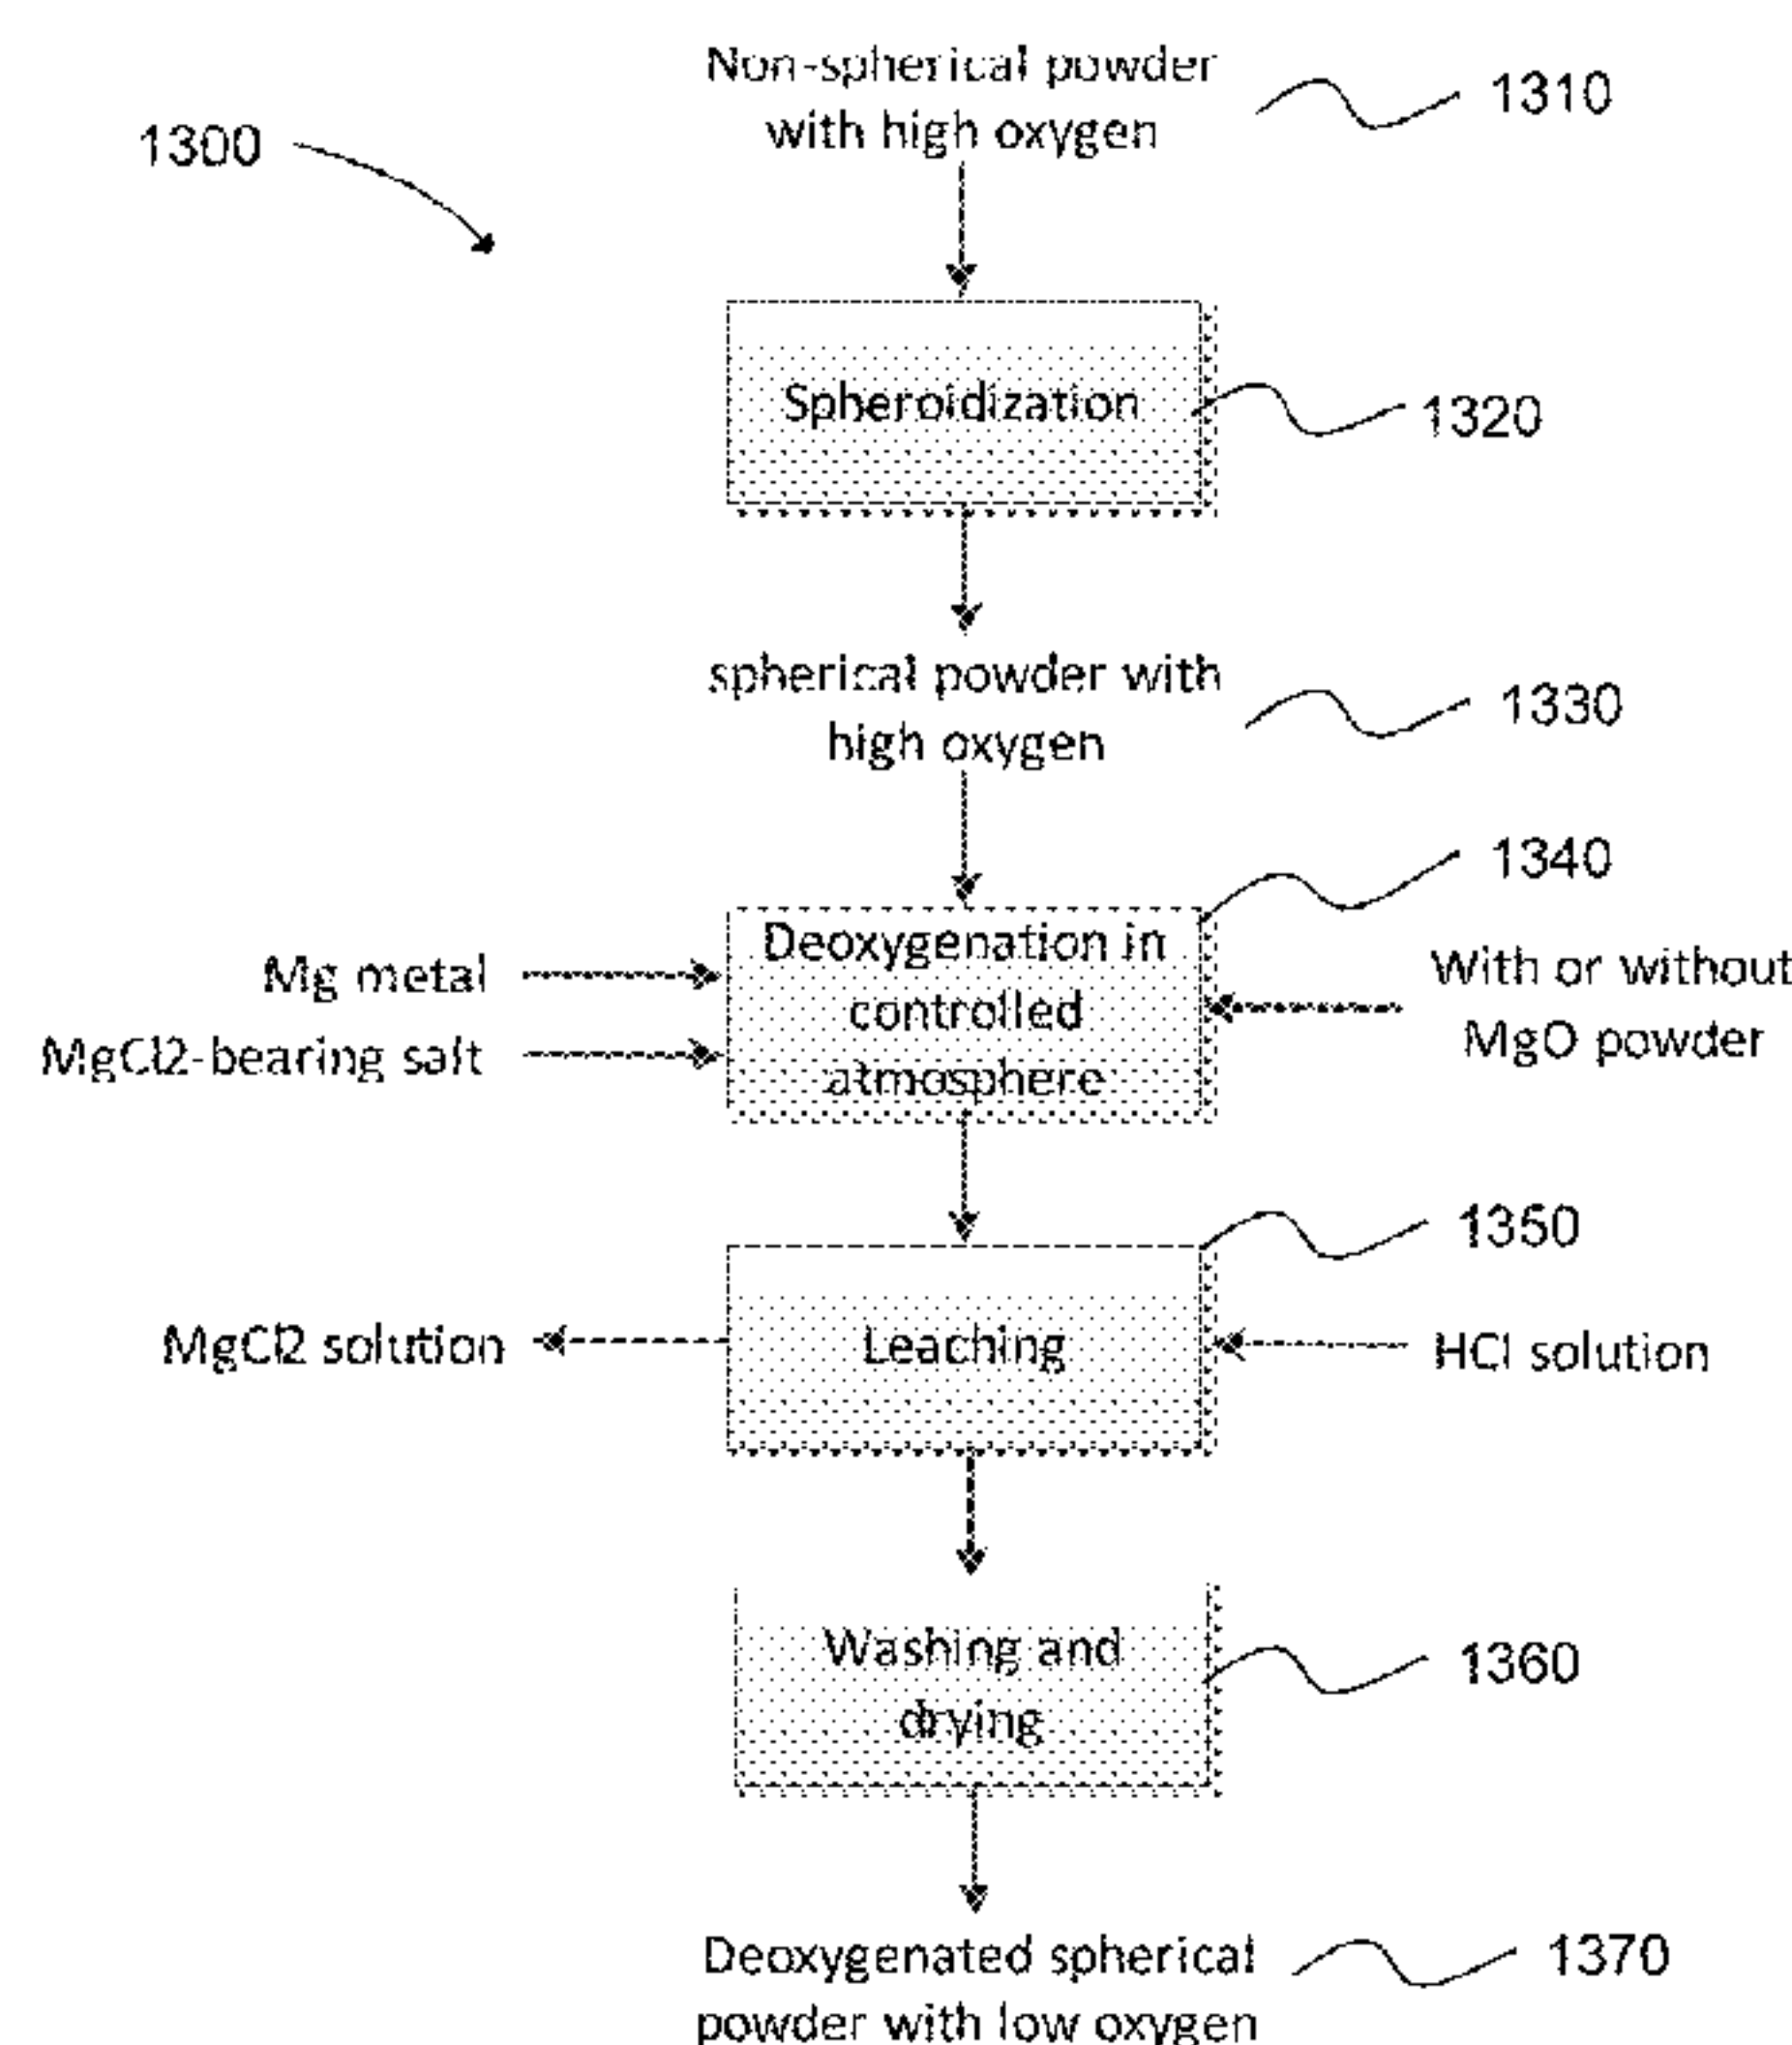 Non-spherical powder
with high oxygen
1310
1300
Spheroidization
1320
spherical powder with
high oxygen
1330
1340
Deoxygenation in
controlled
atmosphere
Mg metal
MgCl2-bearing salt
With or without
MgO powder
1350
Leaching
MgCl2 solution
HCl solution
Washing and
drying
1360
Deoxygenated spherical
powder with low oxygen
1370